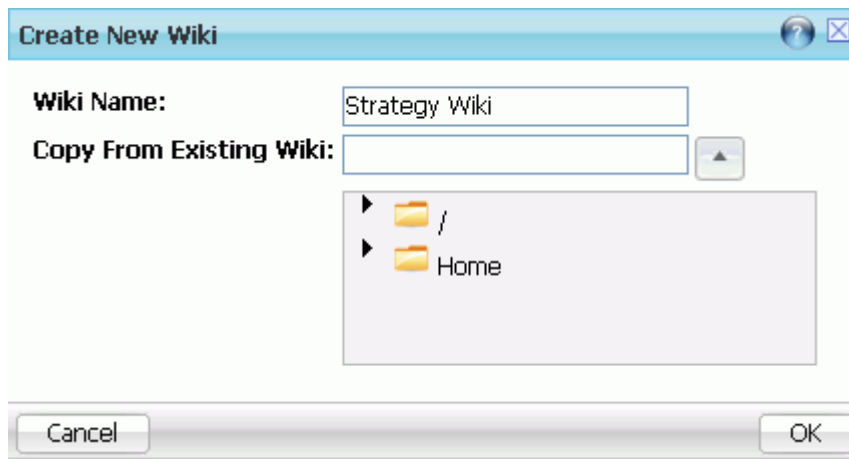 Create New Wiki ?
Wiki Name: Strategy Wiki
Copy From Existing Wiki:
/
Home
Cancel OK